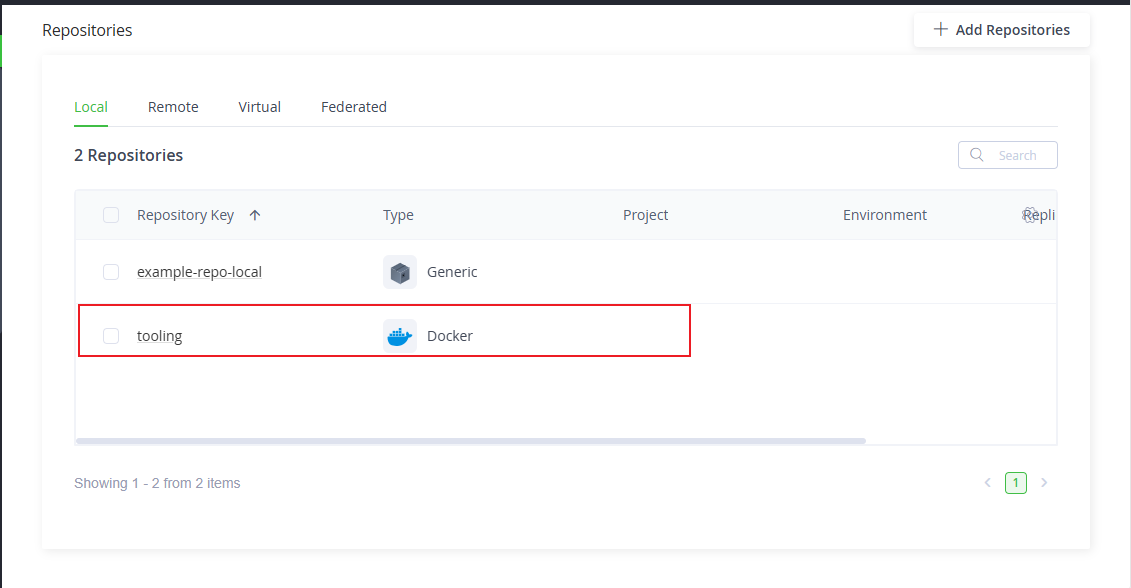 Repositories
Add Repositories
Local Remote Virtual Federated
2 Repositories
Search
Repository Key Type Project Environment Repli
example-repo-local Generic
tooling Docker
Showing 1 - 2 from 2 items
1